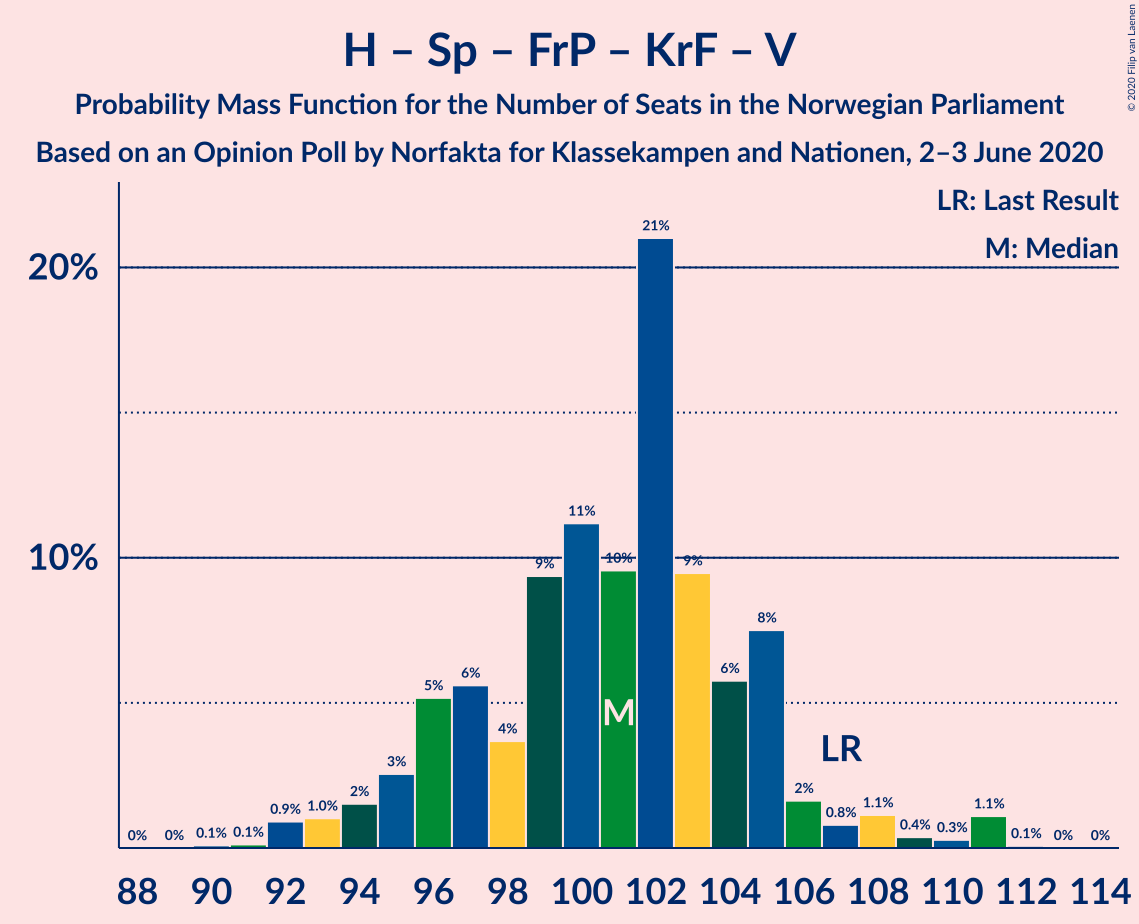 H – Sp – FrP – KrF – V
Probability Mass Function for the Number of Seats in the Norwegian Parliament
Based on an Opinion Poll by Norfakta for Klassekampen and Nationen, 2–3 June 2020
© 2020 Filip van Laenen
LR: Last Result
M: Median
20%
10%
0% 0% 0.1% 0.1% 0.9% 1.0% 2% 3% 5% 6% 4% 9% 11% 10% 21% 9% 6% 8% 2% 0.8% 1.1% 0.4% 0.3% 1.1% 0.1% 0% 0%
M
LR
88 90 92 94 96 98 100 102 104 106 108 110 112 114